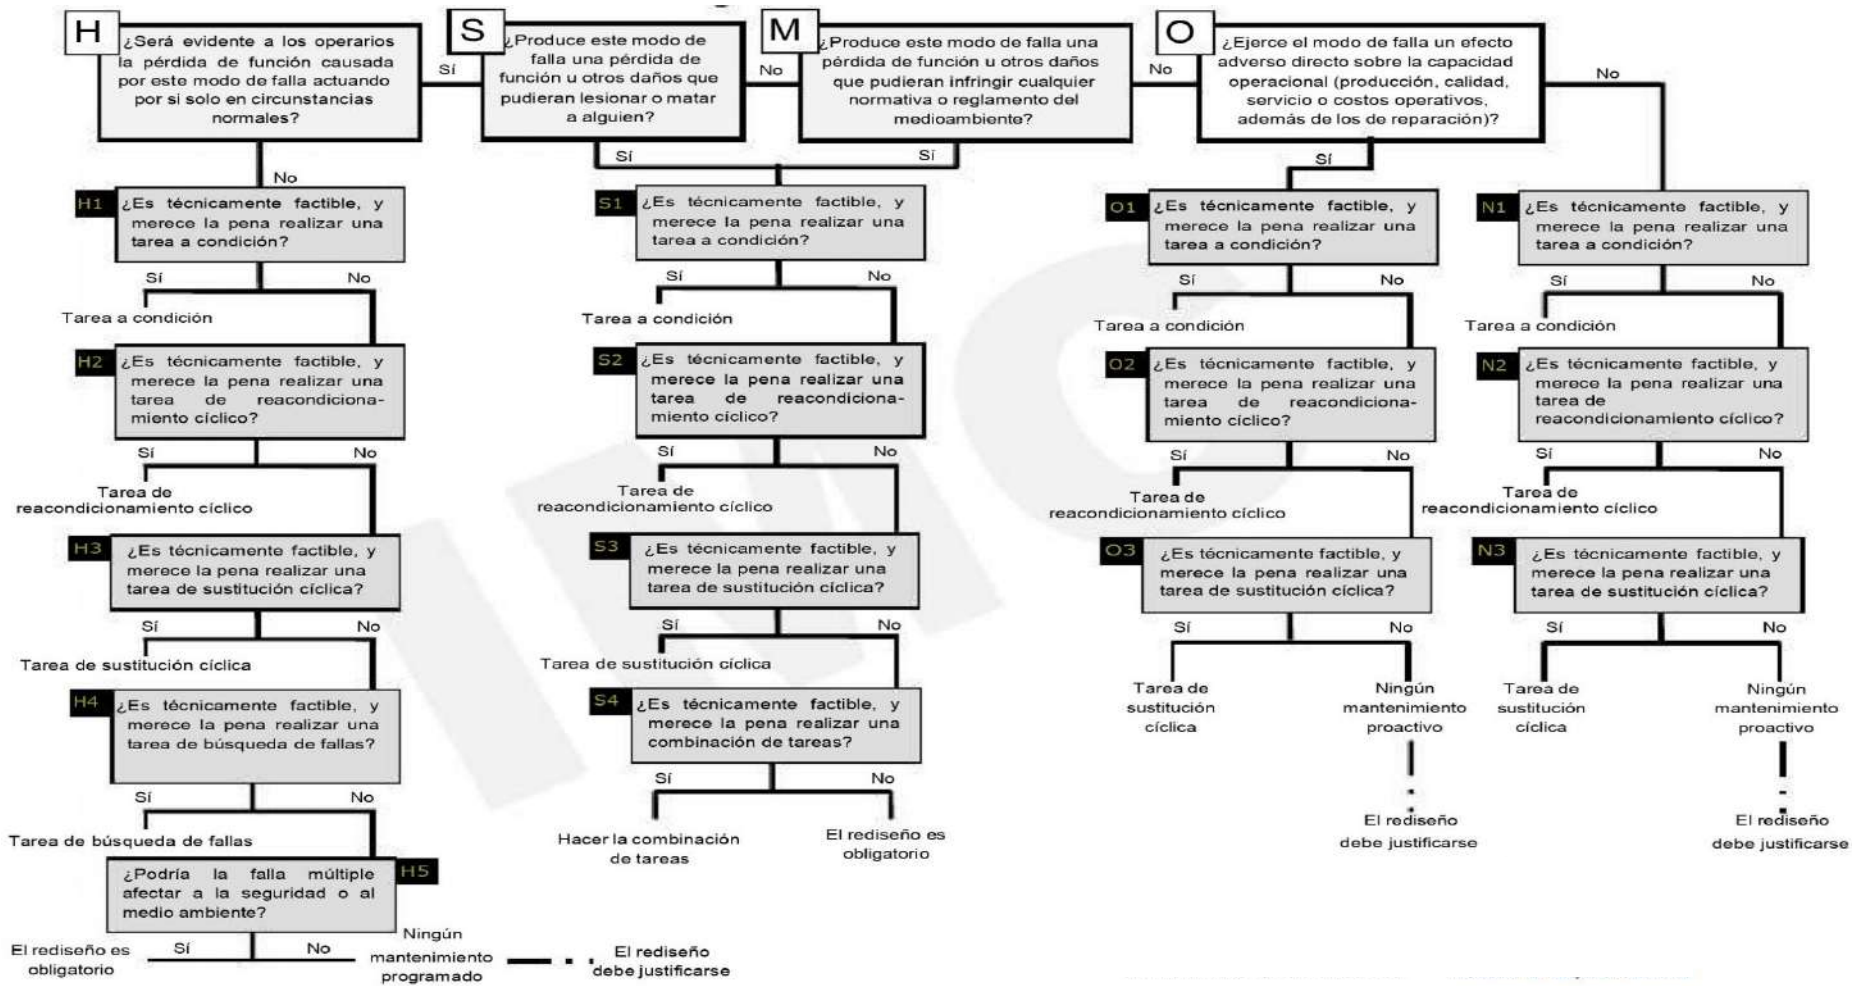 H
¿Será evidente a los operarios
la pérdida de función causada
por este modo de falla actuando
por si solo en circunstancias
normales?
Sí
No
S
¿Produce este modo de
falla una pérdida de
función u otros daños que
pudieran lesionar o matar
a alguien?
No
Sí
M
¿Produce este modo de falla una
pérdida de función u otros daños
que pudieran infringir cualquier
normativa o reglamento del
medioambiente?
No
Sí
O
¿Ejerce el modo de falla un efecto
adverso directo sobre la capacidad
operacional (producción, calidad,
servicio o costos operativos,
además de los de reparación)?
No
Sí
H1
¿Es técnicamente factible, y
merece la pena realizar una
tarea a condición?
Sí
No
Tarea a condición
H2
¿Es técnicamente factible, y
merece la pena realizar una
tarea de reacondiciona-
miento cíclico?
Sí
No
Tarea de
reacondicionamiento cíclico
H3
¿Es técnicamente factible, y
merece la pena realizar una
tarea de sustitución cíclica?
Sí
No
Tarea de sustitución cíclica
H4
¿Es técnicamente factible, y
merece la pena realizar una
tarea de búsqueda de fallas?
Sí
No
Tarea de búsqueda de fallas
H5
¿Podría la falla múltiple
afectar a la seguridad o al
medio ambiente?
Sí
No
El rediseño es
obligatorio
Ningún
mantenimiento
programado
El rediseño
debe justificarse
S1
¿Es técnicamente factible, y
merece la pena realizar una
tarea a condición?
Sí
No
Tarea a condición
S2
¿Es técnicamente factible, y
merece la pena realizar una
tarea de reacondiciona-
miento cíclico?
Sí
No
Tarea de
reacondicionamiento cíclico
S3
¿Es técnicamente factible, y
merece la pena realizar una
tarea de sustitución cíclica?
Sí
No
Tarea de sustitución cíclica
S4
¿Es técnicamente factible, y
merece la pena realizar una
combinación de tareas?
Sí
No
Hacer la combinación
de tareas
El rediseño es
obligatorio
O1
¿Es técnicamente factible, y
merece la pena realizar una
tarea a condición?
Sí
No
Tarea a condición
O2
¿Es técnicamente factible, y
merece la pena realizar una
tarea de reacondiciona-
miento cíclico?
Sí
No
Tarea de
reacondicionamiento cíclico
O3
¿Es técnicamente factible, y
merece la pena realizar una
tarea de sustitución cíclica?
Sí
No
Tarea de
sustitución
cíclica
Ningún
mantenimiento
proactivo
El rediseño
debe justificarse
N1
¿Es técnicamente factible, y
merece la pena realizar una
tarea a condición?
Sí
No
Tarea a condición
N2
¿Es técnicamente factible, y
merece la pena realizar una
tarea de
reacondicionamiento cíclico?
Sí
No
Tarea de
reacondicionamiento cíclico
N3
¿Es técnicamente factible, y
merece la pena realizar una
tarea de sustitución cíclica?
Sí
No
Tarea de
sustitución
cíclica
Ningún
mantenimiento
proactivo
El rediseño
debe justificarse
IMC